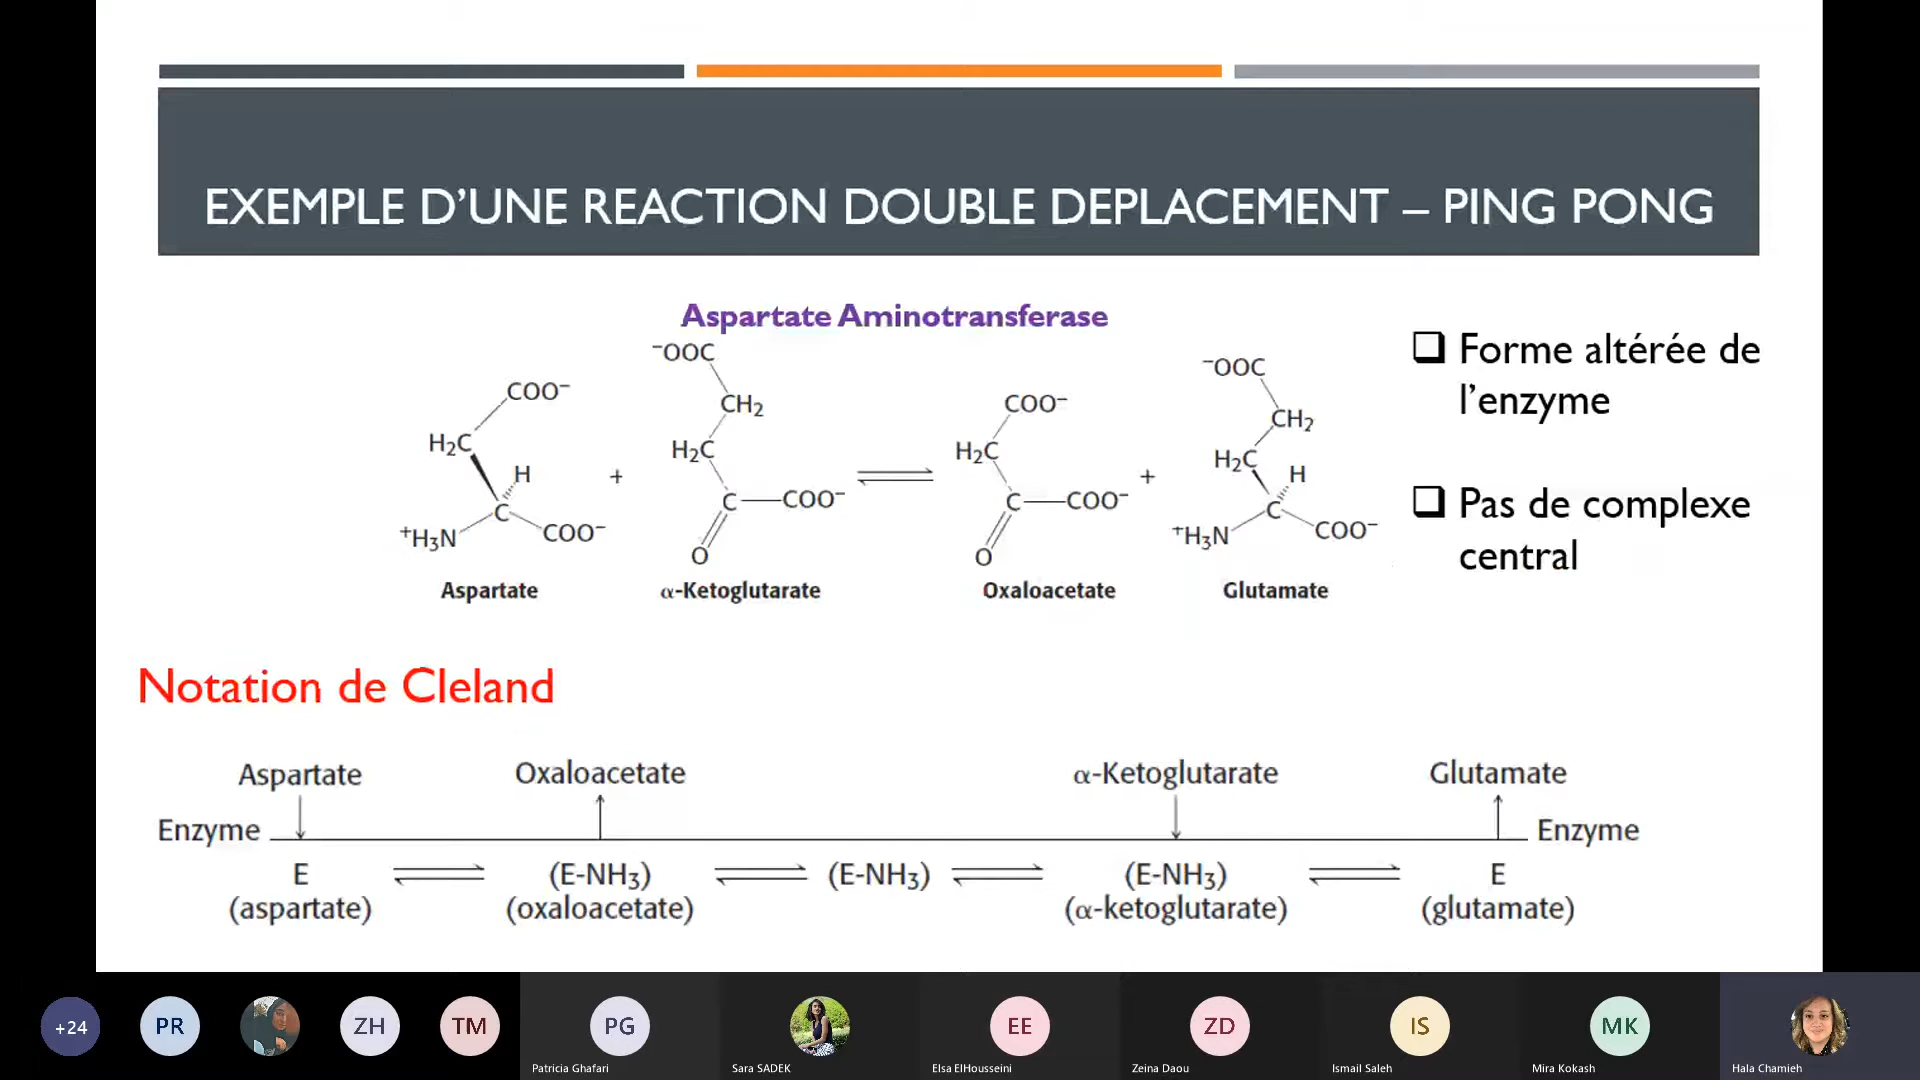 EXEMPLE D’UNE REACTION DOUBLE DEPLACEMENT – PING PONG
Aspartate Aminotransferase
COO⁻
H₂C
H
C
⁺H₃N
COO⁻
Aspartate
+
⁻OOC
CH₂
H₂C
C
COO⁻
O
α-Ketoglutarate
COO⁻
H₂C
C
COO⁻
O
Oxaloacetate
+
⁻OOC
CH₂
H₂C
H
C
⁺H₃N
COO⁻
Glutamate
Forme altérée de
l’enzyme
Pas de complexe
central
Notation de Cleland
Aspartate Oxaloacetate α-Ketoglutarate Glutamate
Enzyme Enzyme
E (E-NH₃) (E-NH₃) (E-NH₃) E
(aspartate) (oxaloacetate) (α-ketoglutarate) (glutamate)
+24 PR ZH TM PG EE ZD IS MK
Patricia Ghafari Sara SADEK Elsa ElHousseini Zeina Daou Ismail Saleh Mira Kokash Hala Chamieh